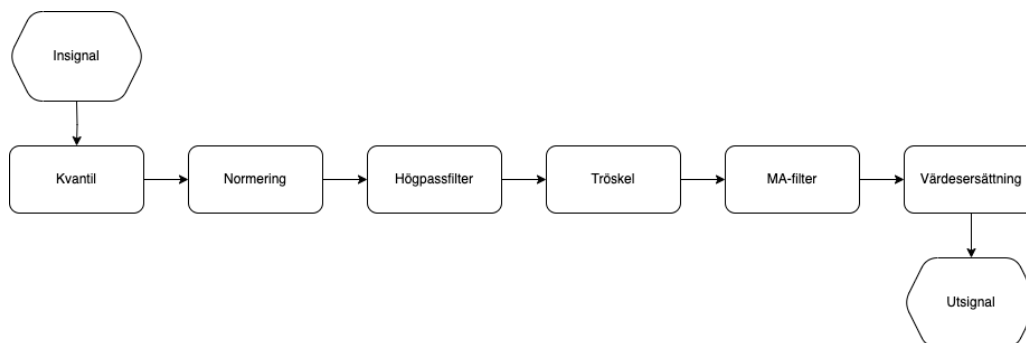 Insignal
Kvantil
Normering
Högpassfilter
Tröskel
MA-filter
Värdesersättning
Utsignal